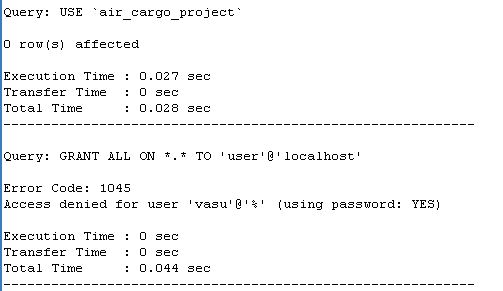 Query: USE `air_cargo_project`
0 row(s) affected
Execution Time : 0.027 sec
Transfer Time  : 0 sec
Total Time     : 0.028 sec
-----------------------------------------------------------
Query: GRANT ALL ON *.* TO 'user'@'localhost'
Error Code: 1045
Access denied for user 'vasu'@'%' (using password: YES)
Execution Time : 0 sec
Transfer Time  : 0 sec
Total Time     : 0.044 sec
-----------------------------------------------------------